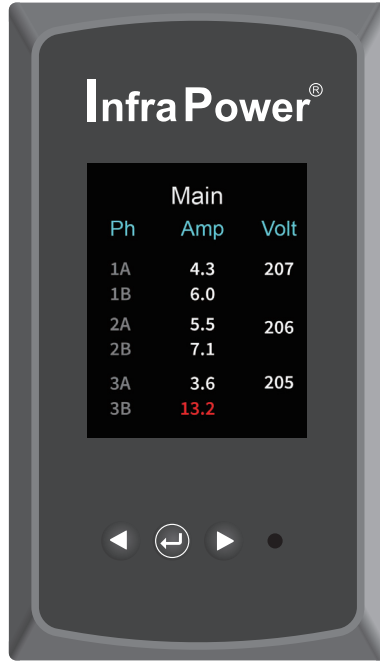 InfraPower®
Main
Ph Amp Volt
1A 4.3 207
1B 6.0
2A 5.5 206
2B 7.1
3A 3.6 205
3B 13.2